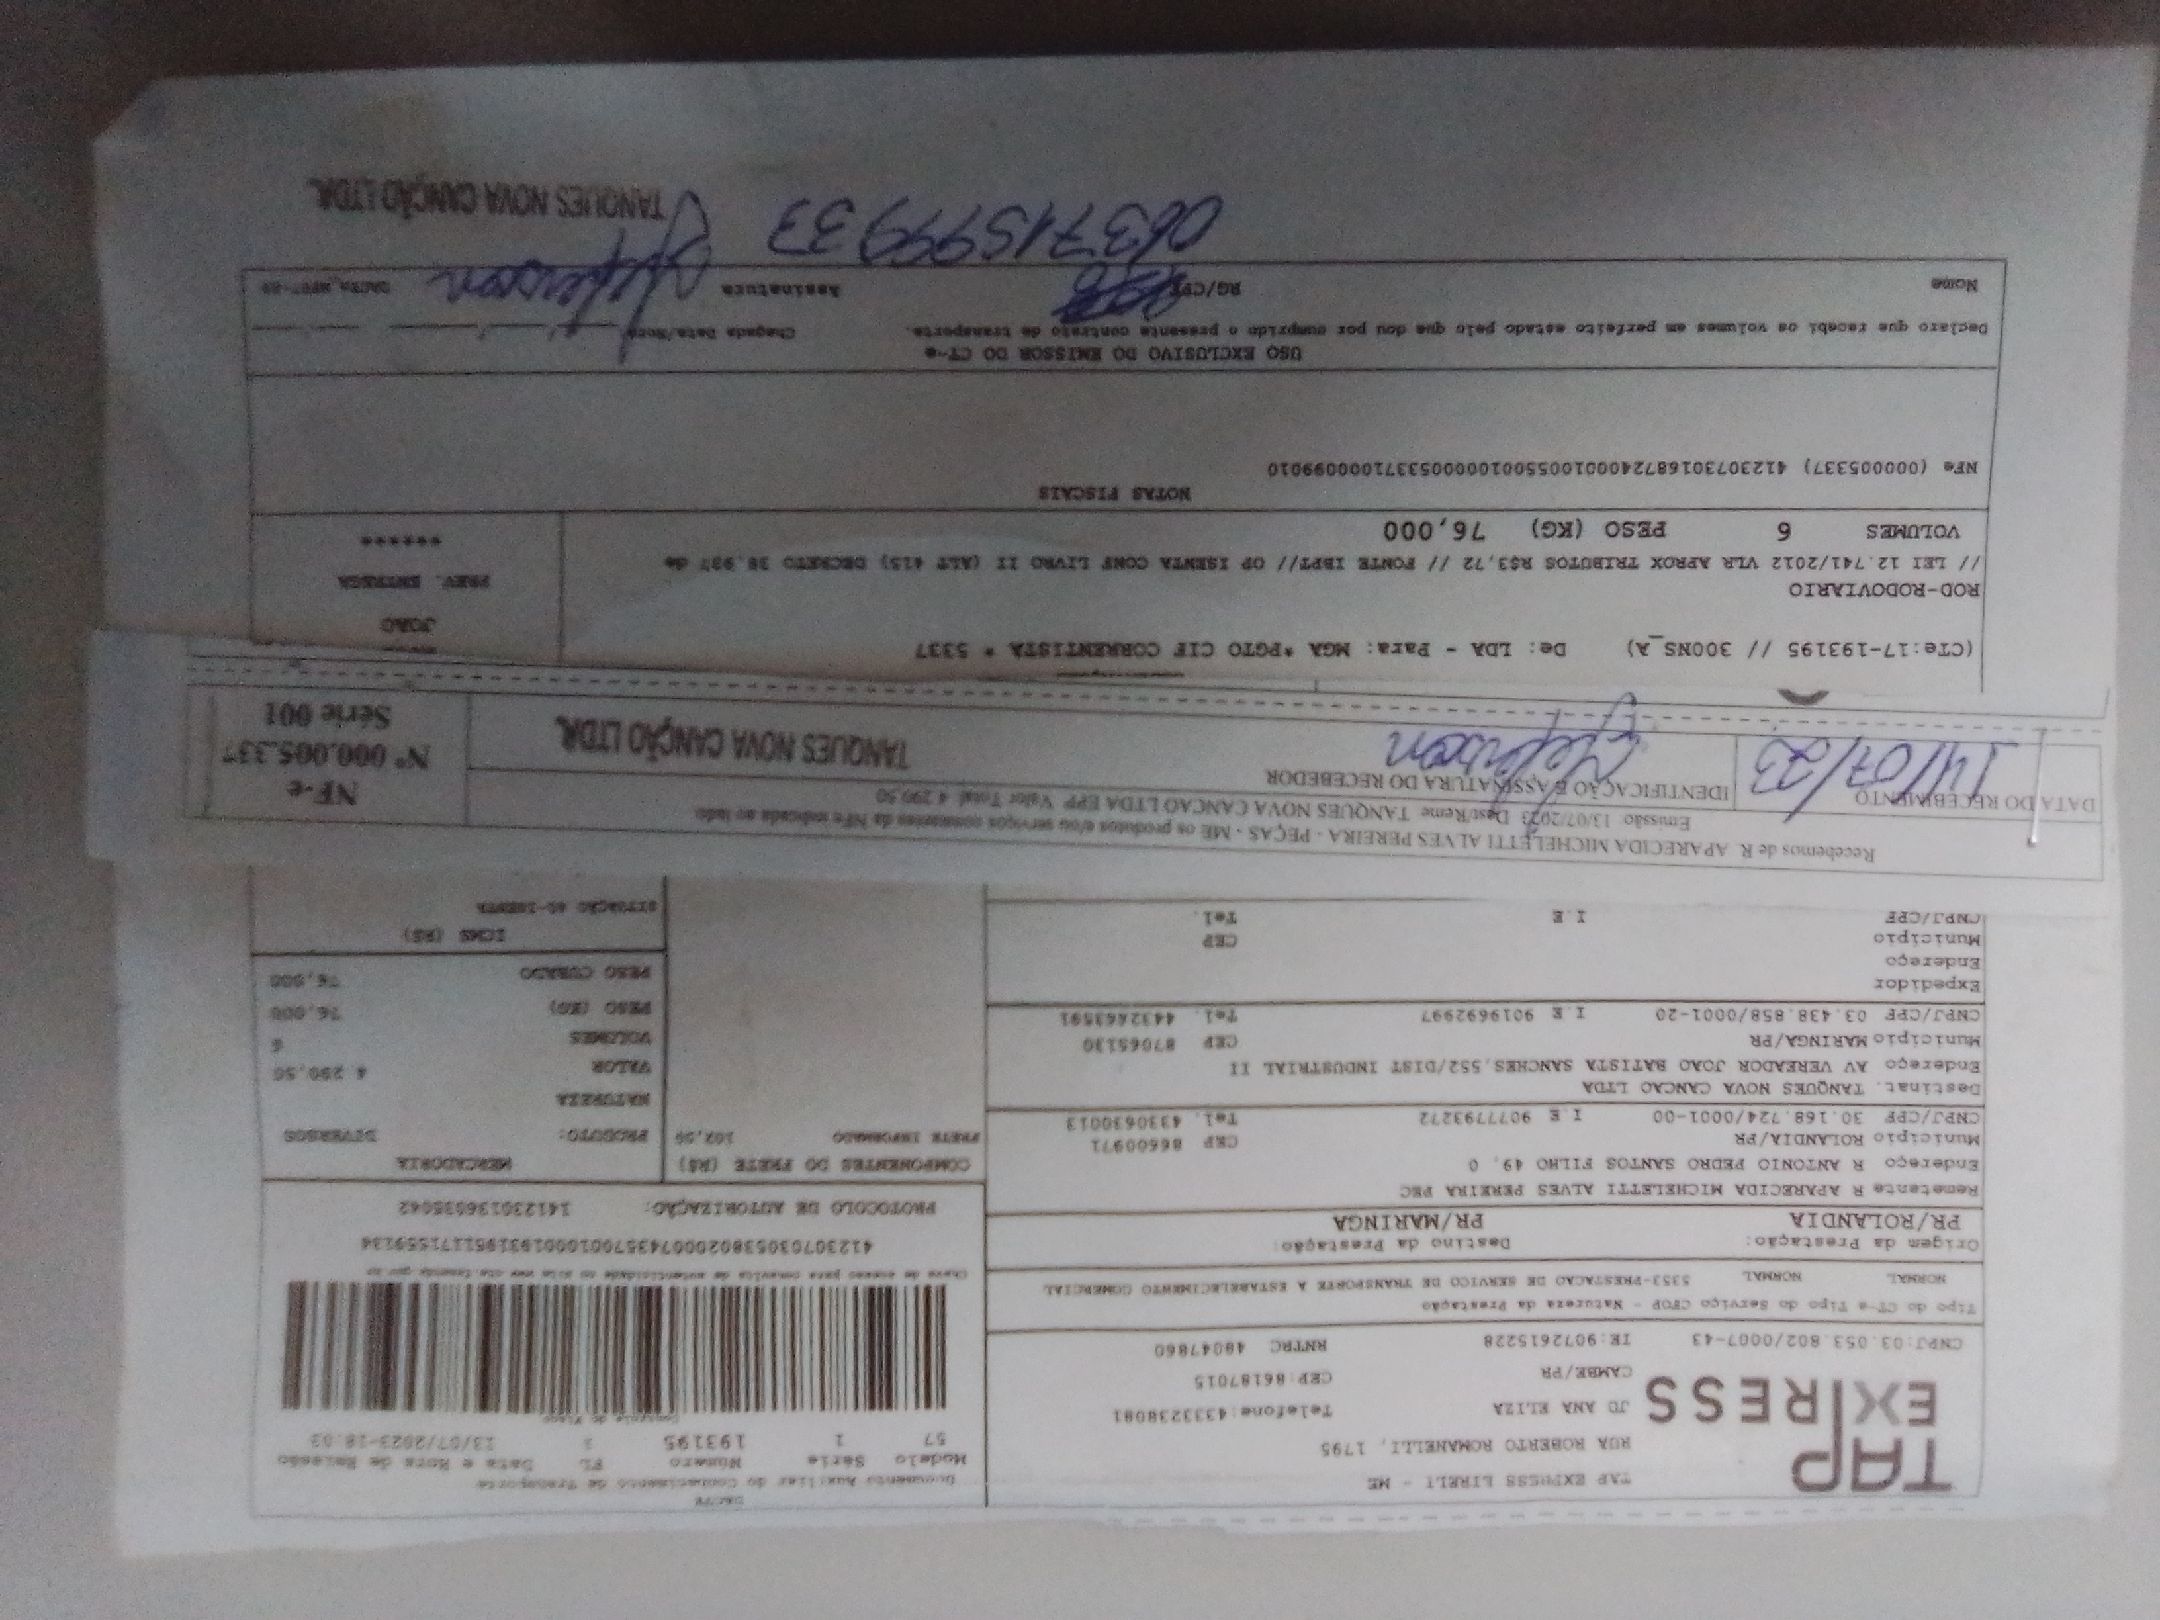 TAP EXPRESS
TAP EXPRESS EIRELI - ME
RUA ROBERTO ROMANELLI, 1795
JD ANA ELIZA Telefone:4333238081
CAMBE/PR CEP:86187015
CNPJ:03.053.802/0007-43 IE:9072615228 RNTRC 48047860
DACTE
Documento Auxiliar do Conhecimento de Transporte
Modelo Série Número FL Data e Hora de Emissão
57 1 193195 13/07/2023-18:03
Controle do Fisco
Tipo do CT-e Tipo do Serviço CFOP - Natureza da Prestação
NORMAL NORMAL 5353-PRESTACAO DE SERVICO DE TRANSPORTE A ESTABELECIMENTO COMERCIAL
Origem da Prestação: Destino da Prestação:
PR/ROLANDIA PR/MARINGA
PROTOCOLO DE AUTORIZAÇÃO:
Remetente R APARECIDA MICHELETTI ALVES PEREIRA PEC
Endereço R ANTONIO PEDRO SANTOS FILHO 49, 0
Município ROLANDIA/PR CEP 86600971
CNPJ/CPF 30.168.724/0001-00 I.E 9077793272 Tel. 4330630013
Destinat. TANQUES NOVA CANCAO LTDA
Endereço AV VEREADOR JOAO BATISTA SANCHES,552/DIST INDUSTRIAL II
Município MARINGA/PR CEP 87065130
CNPJ/CPF 03.438.858/0001-20 I.E 9019692997 Tel. 4432463591
Expedidor
Endereço
Município CEP
CNPJ/CPF I.E Tel.
COMPONENTES DO FRETE (R$)
FRETE INFORMADO 102,50
MERCADORIA
PRODUTO: DIVERSOS
NATUREZA
VALOR 4.290,50
VOLUMES 6
PESO (KG) 76,000
PESO CUBADO 76,000
ICMS (R$)
SITUAÇÃO 40-ISENTA
Recebemos de R. APARECIDA MICHELETTI ALVES PEREIRA - PEÇAS - ME os produtos e/ou serviços constantes da NFe indicada ao lado
Emissão: 13/07/2023 Dest/Reme: TANQUES NOVA CANCAO LTDA EPP Valor Total: 4.290,50
DATA DO RECEBIMENTO
14/07/23
IDENTIFICAÇÃO E ASSINATURA DO RECEBEDOR
Jeferson
TANQUES NOVA CANÇÃO LTDA.
NF-e
Nº 000.005.337
Série 001
(CTe:17-193195 // 300NS_A) De: LDA - Para: MGA *PGTO CIF CORRENTISTA * 5337
ROD-RODOVIARIO
// LEI 12.741/2012 VLR APROX TRIBUTOS R$3,72 // FONTE IBPT// OP ISENTA CONF LIVRO II (ALT 415) DECRETO 38.937 de
VOLUMES 6 PESO (KG) 76,000
JOAO
PREV. ENTREGA
******
NOTAS FISCAIS
NFe (000005337) 41230730168724000100550010000053371000099010
USO EXCLUSIVO DO EMISSOR DO CT-e
Declaro que recebi os volumes em perfeito estado pelo que dou por cumprido o presente contrato de transporte. Chegada Data/Hora
Nome RG/CPF Assinatura
Jeferson
06371599933
TANQUES NOVA CANÇÃO LTDA.